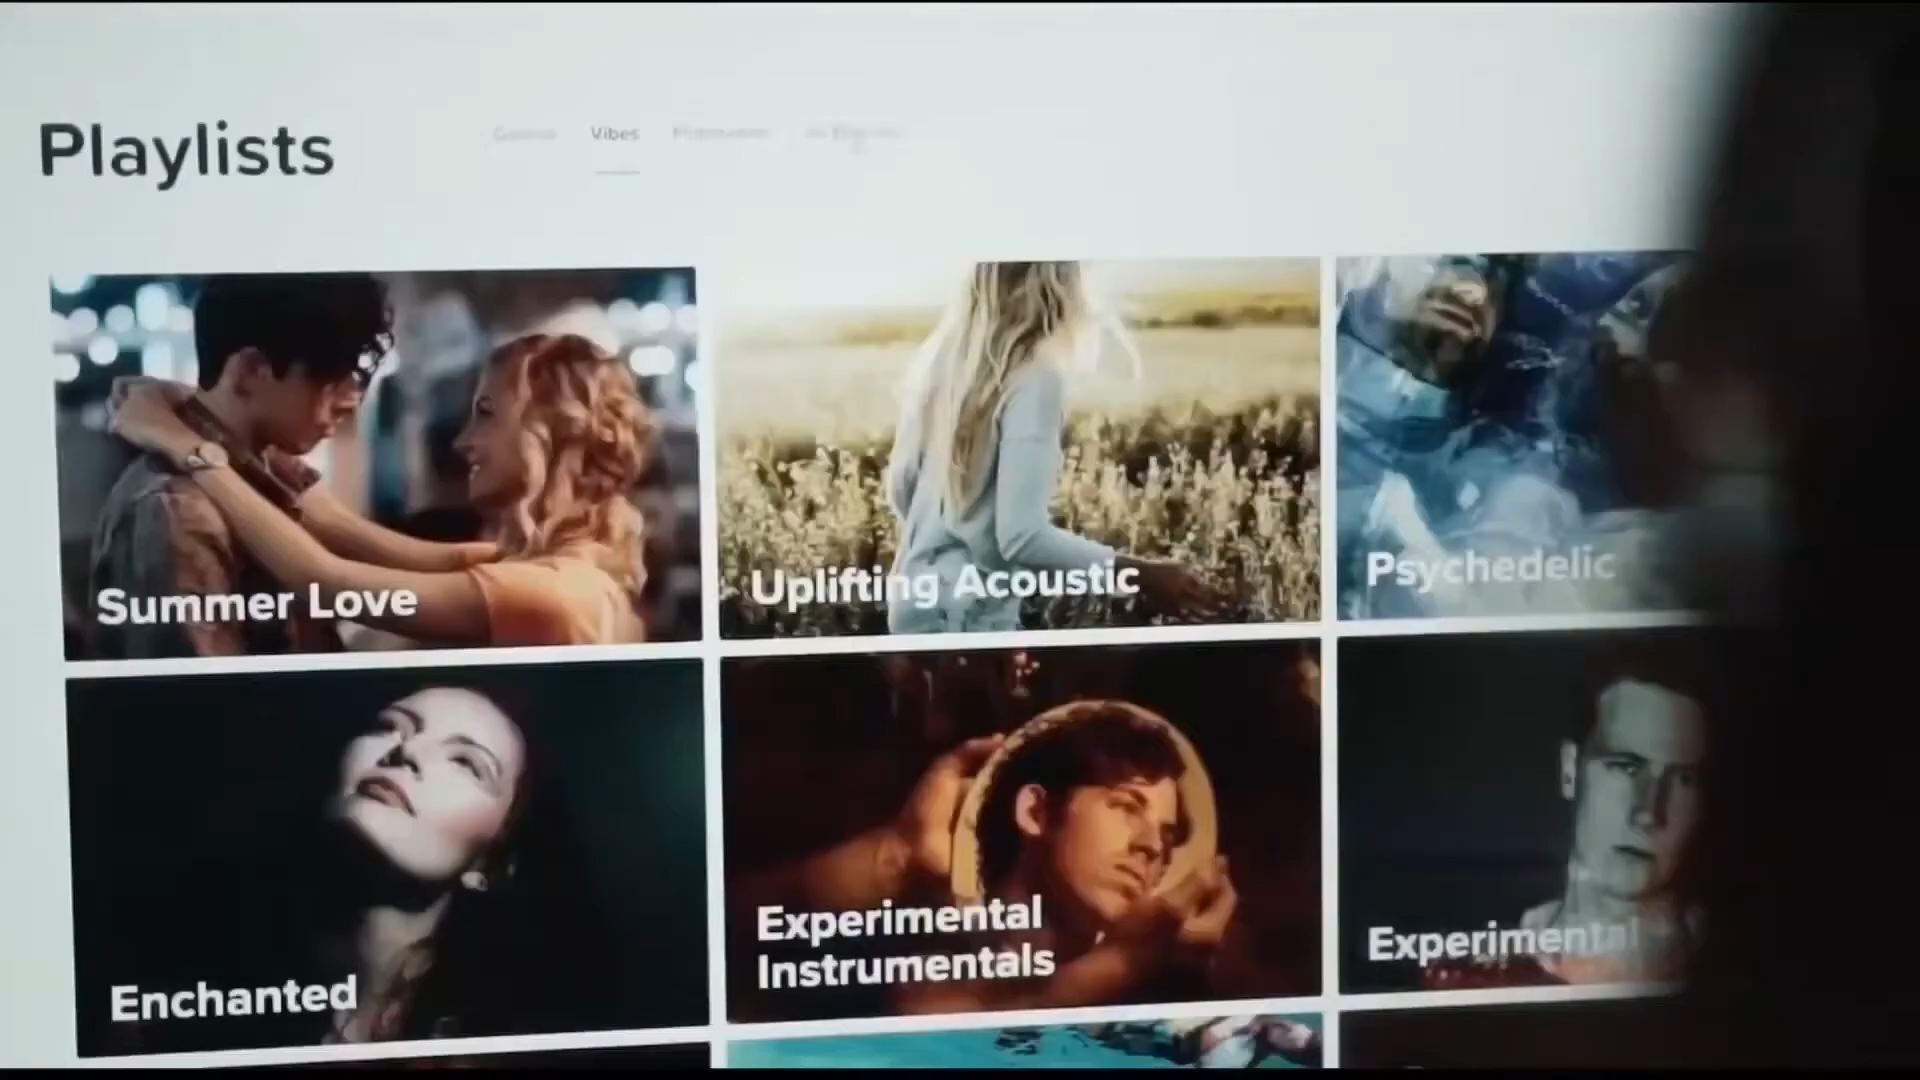 Playlists
Vibes
Summer Love
Uplifting Acoustic
Psychedelic
Enchanted
Experimental
Instrumentals
Experimental